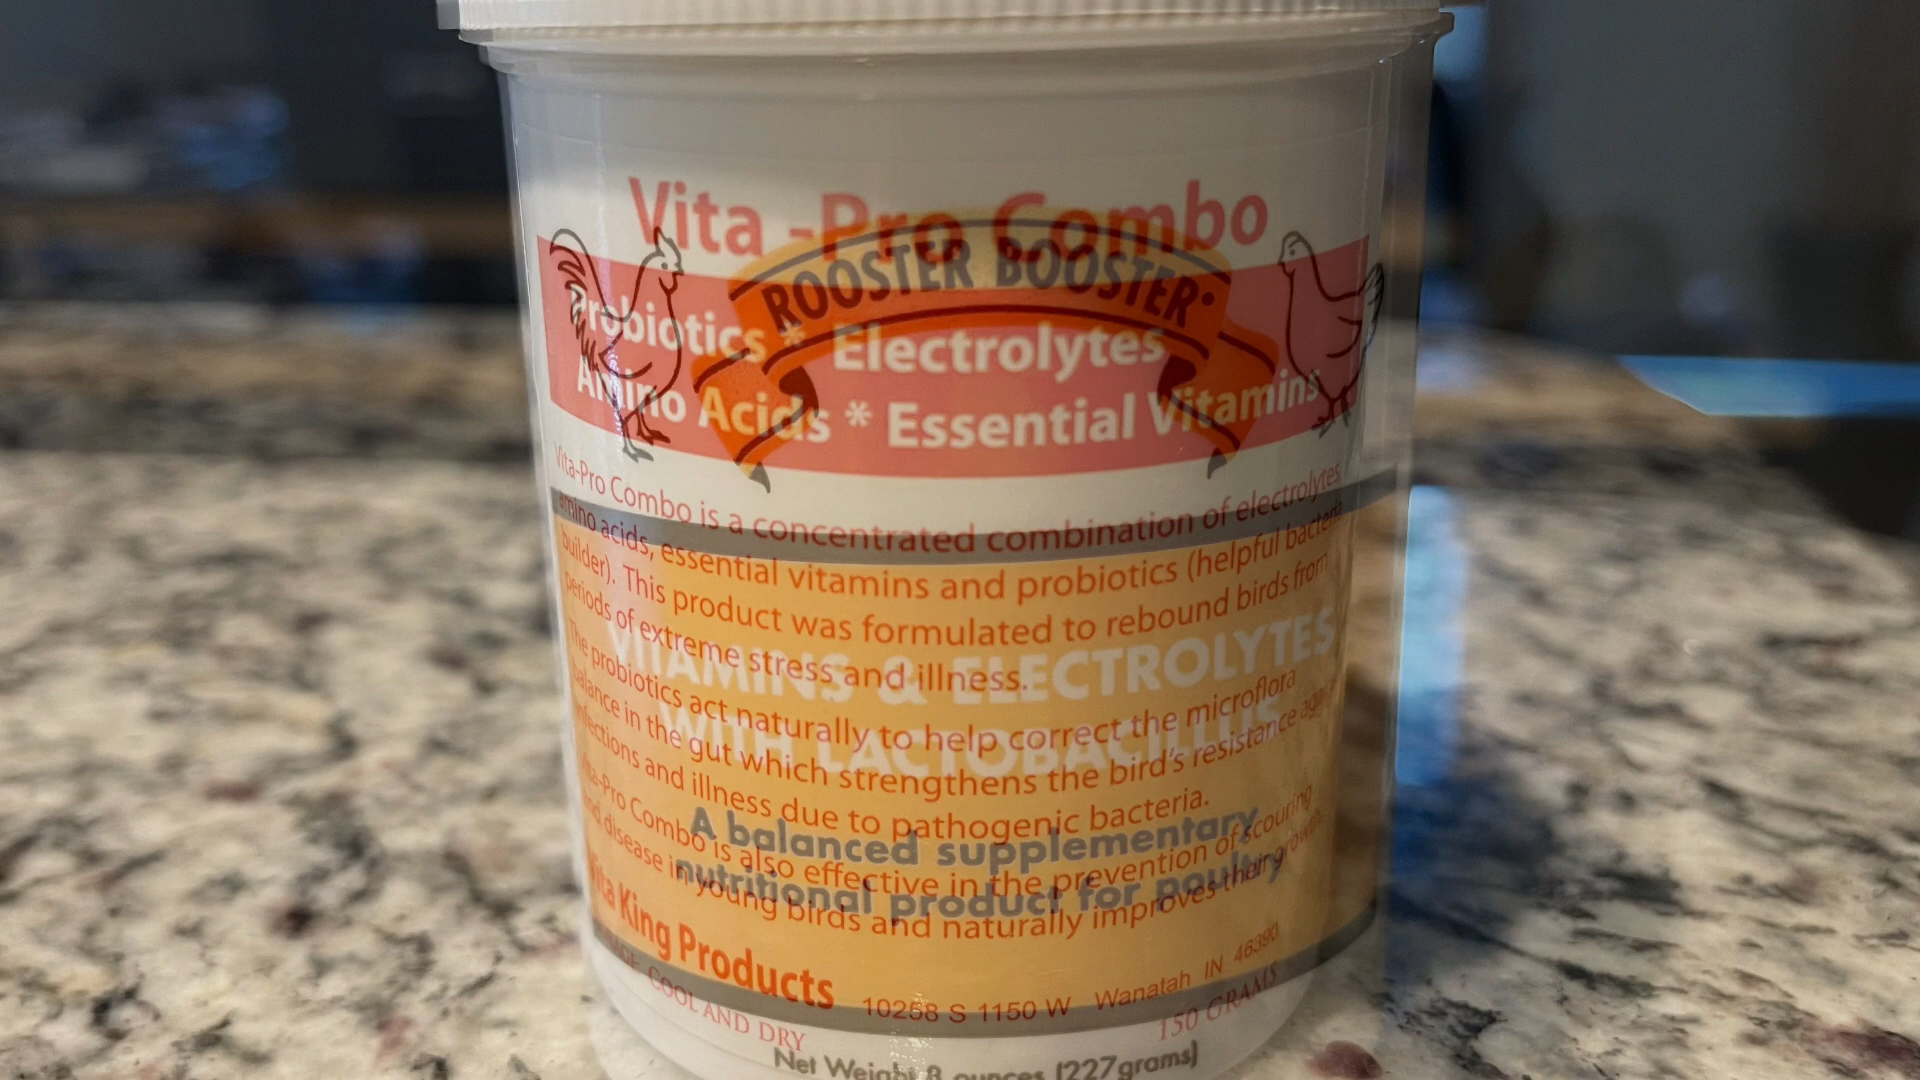 Vita -Pro Combo
ROOSTER BOOSTER
Probiotics * Electrolytes
Amino Acids * Essential Vitamins
Vita-Pro Combo is a concentrated combination of electrolytes
amino acids, essential vitamins and probiotics (helpful bacteria
builder). This product was formulated to rebound birds from
periods of extreme stress and illness.
VITAMINS & ELECTROLYTES
WITH LACTOBACILLUS
The probiotics act naturally to help correct the microflora
balance in the gut which strengthens the bird's resistance
infections and illness due to pathogenic bacteria.
A balanced supplementary
nutritional product for poultry
Vita-Pro Combo is also effective in the prevention of scouring
and disease in young birds and naturally improves their growth.
Vita King Products
10258 S 1150 W Wanatah IN 46390
COOL AND DRY
150 GRAMS
Net Weight 8 ounces (227grams)